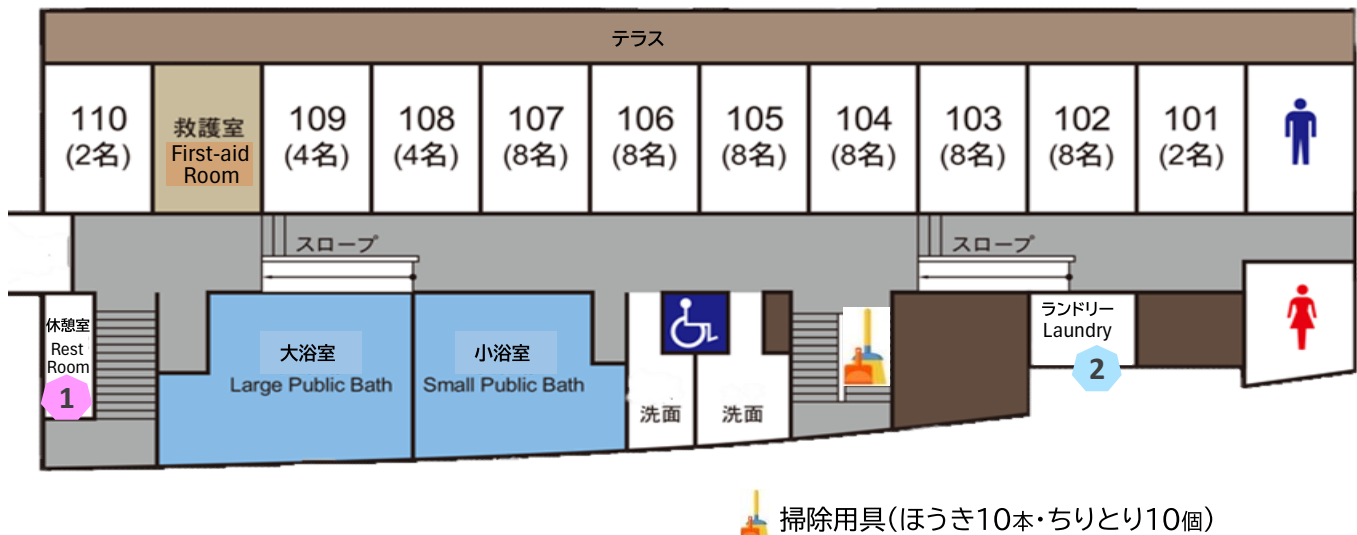 テラス
110
(2名)
救護室
First-aid
Room
109
(4名)
108
(4名)
107
(8名)
106
(8名)
105
(8名)
104
(8名)
103
(8名)
102
(8名)
101
(2名)
スロープ
スロープ
休憩室
Rest
Room
1
大浴室
Large Public Bath
小浴室
Small Public Bath
洗面
洗面
ランドリー
Laundry
2
掃除用具(ほうき10本・ちりとり10個)